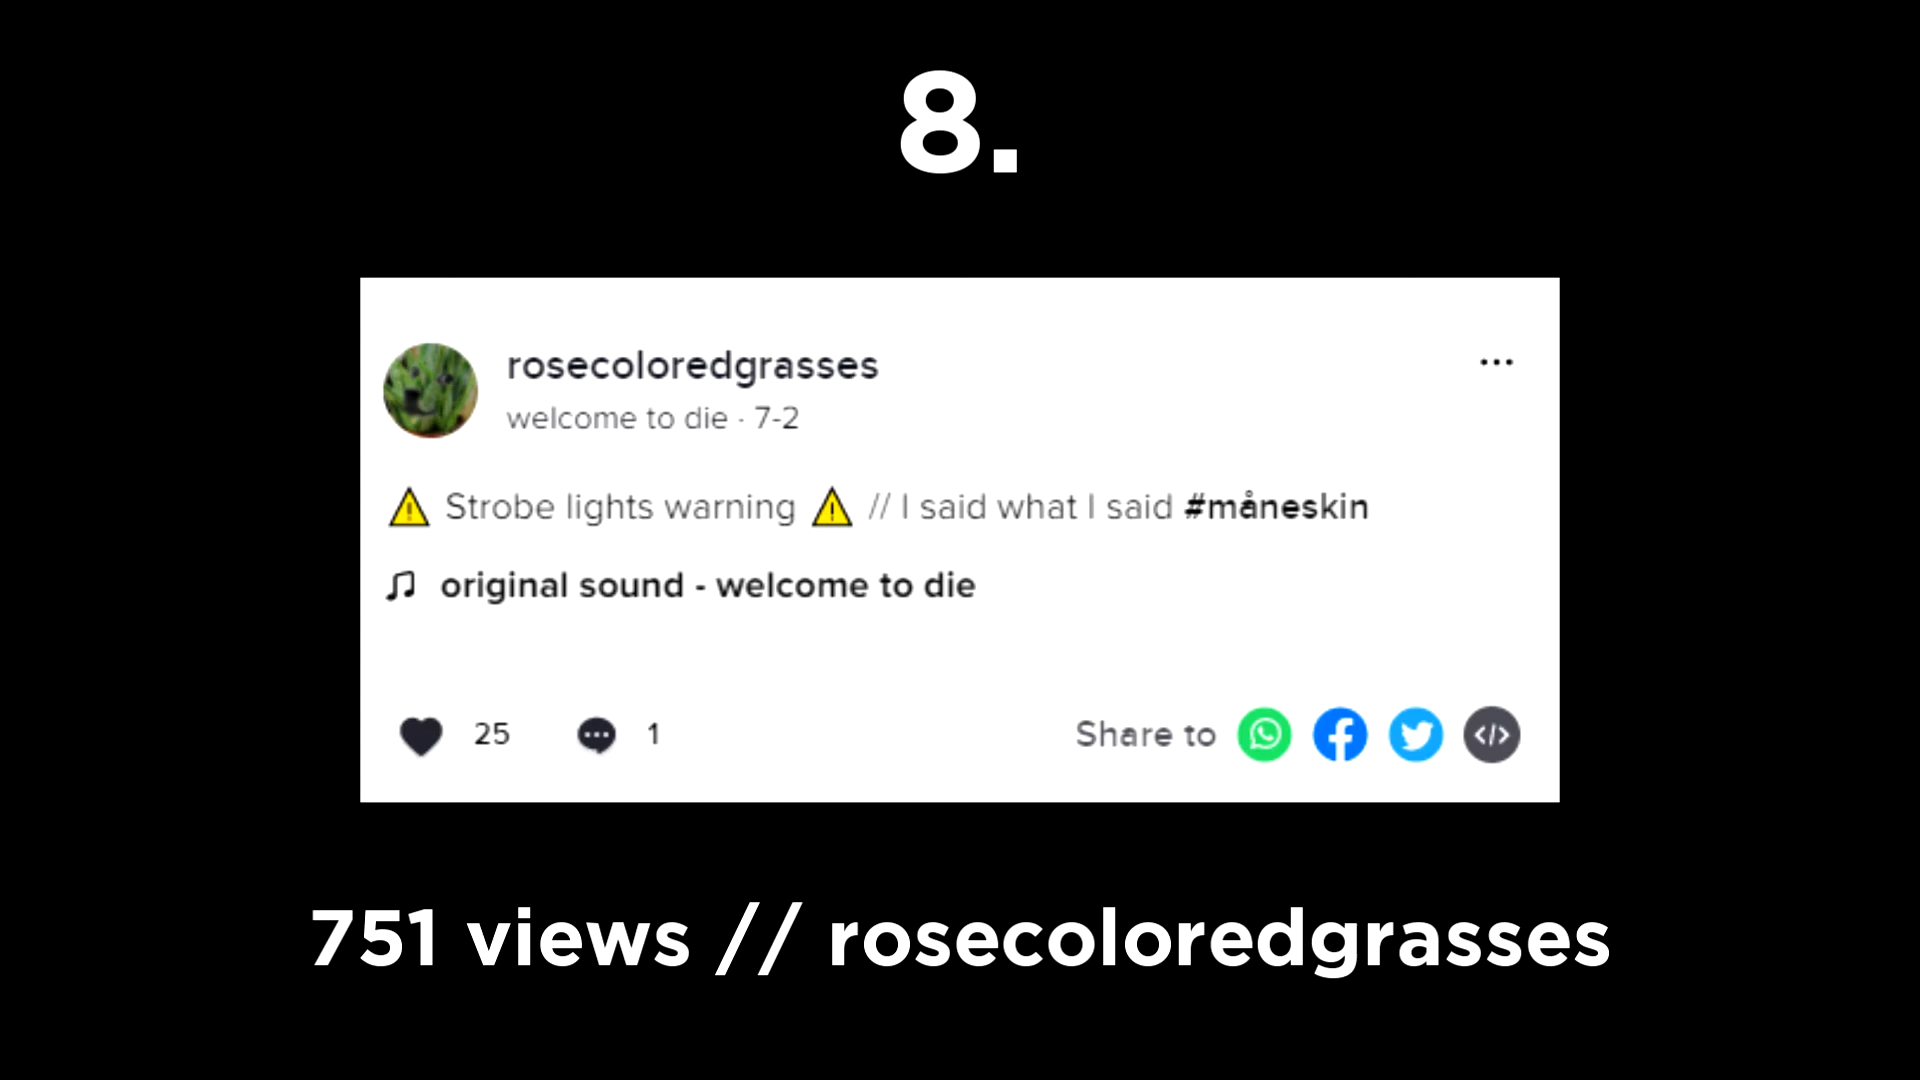 8.
rosecoloredgrasses
welcome to die · 7-2
⚠️ Strobe lights warning ⚠️ // I said what I said #måneskin
original sound - welcome to die
25 1 Share to
751 views // rosecoloredgrasses